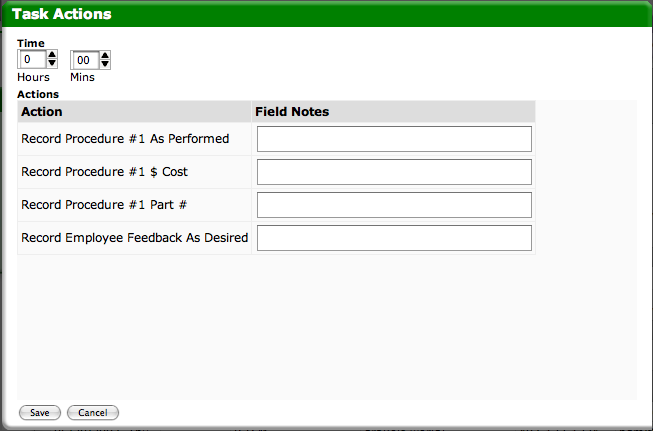 Task Actions
Time
0 00
Hours Mins
Actions
Action Field Notes
Record Procedure #1 As Performed
Record Procedure #1 $ Cost
Record Procedure #1 Part #
Record Employee Feedback As Desired
Save Cancel